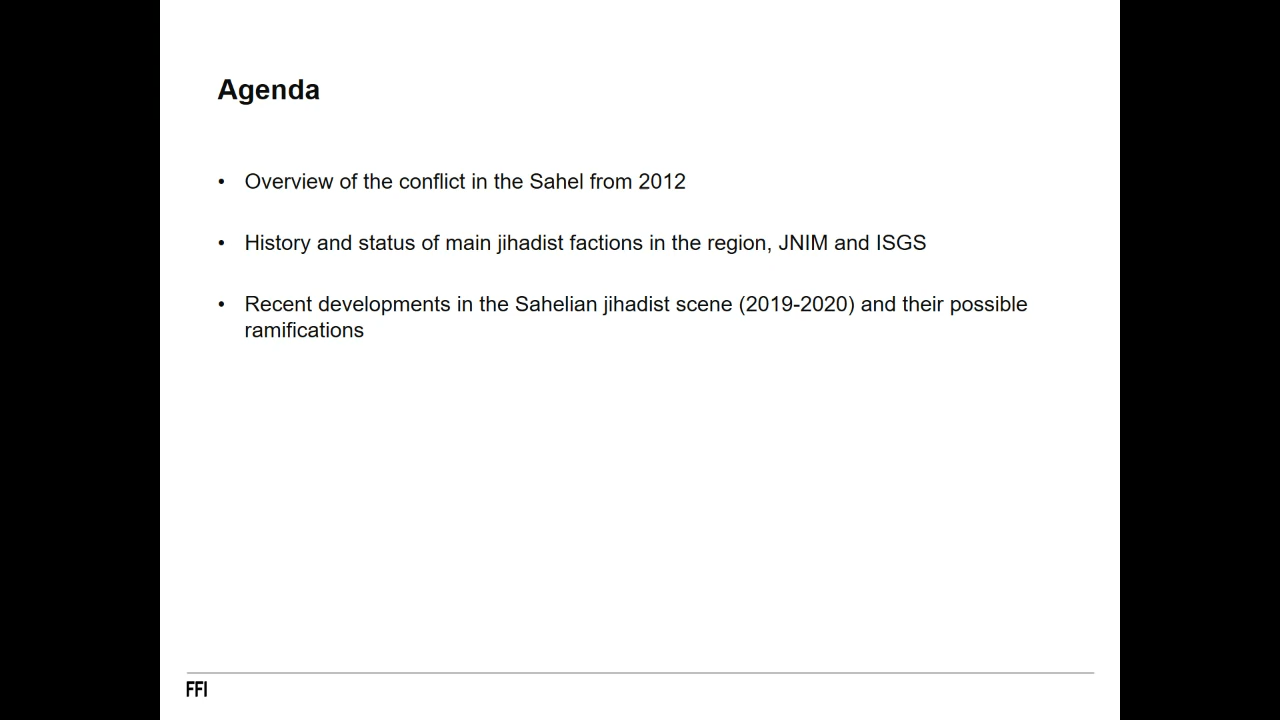 Agenda
• Overview of the conflict in the Sahel from 2012
• History and status of main jihadist factions in the region, JNIM and ISGS
• Recent developments in the Sahelian jihadist scene (2019-2020) and their possible
ramifications
FFI